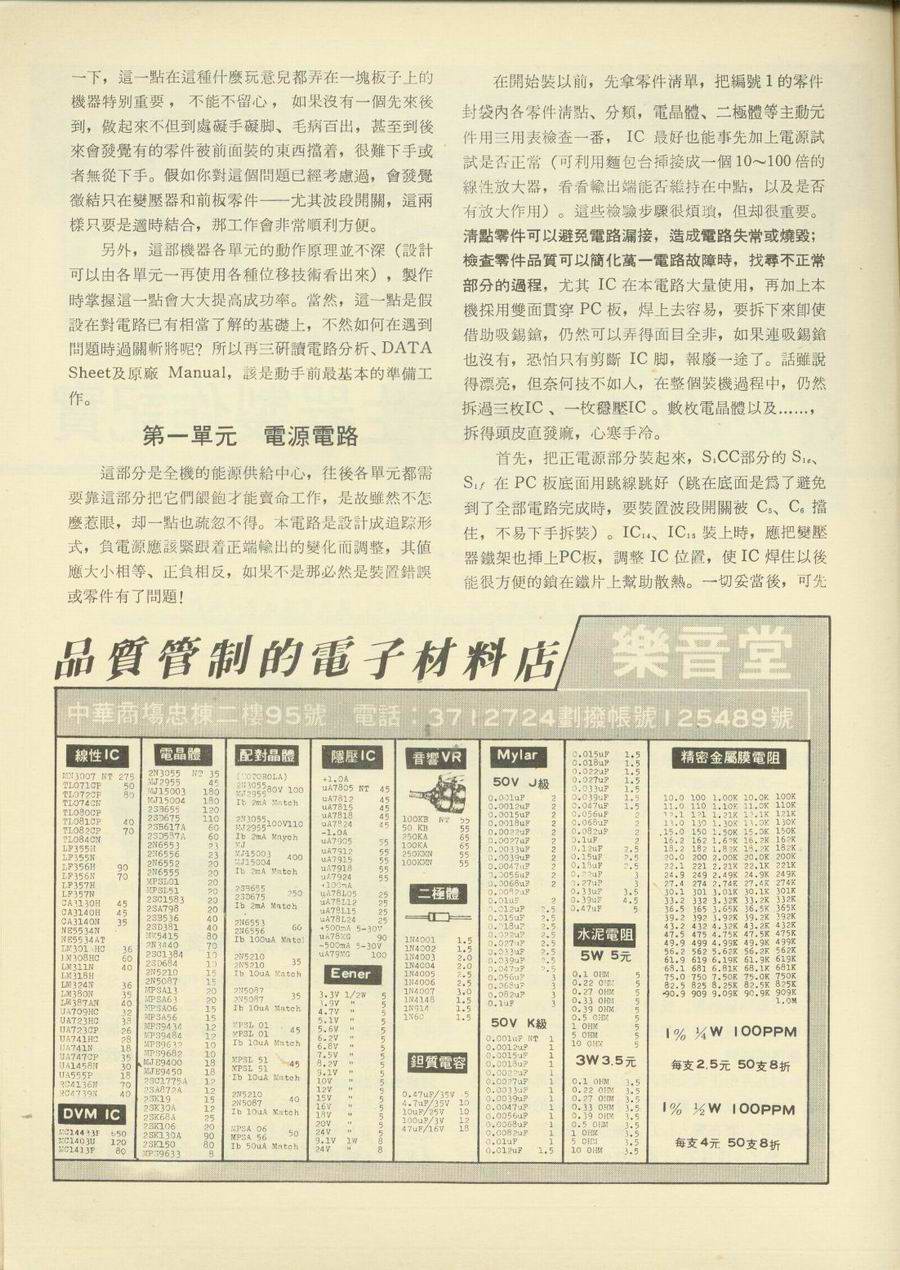 一下，這一點在這種什麼玩意兒都弄在一塊板子上的
機器特别重要，不能不留心，如果沒有一個先來後
到，做起來不但到處礙手礙脚、毛病百出，甚至到後
來會發覺有的零件被前面裝的東西擋着，很難下手或
者無從下手。假如你對這個問題已經考慮過，會發覺
癥結只在變壓器和前板零件——尤其波段開關，這兩
樣只要是適時結合，那工作會非常順利方便。
另外，這部機器各單元的動作原理並不深（設計
可以由各單元一再使用各種位移技術看出來），製作
時掌握這一點會大大提高成功率。當然，這一點是假
設在對電路已有相當了解的基礎上，不然如何在遇到
問題時過關斬將呢？所以再三研讀電路分析、DATA
Sheet及原廠 Manual，該是動手前最基本的準備工
作。
第一單元 電源電路
這部分是全機的能源供給中心，往後各單元都需
要靠這部分把它們餵飽才能賣命工作，是故雖然不怎
麼惹眼，却一點也疏忽不得。本電路是設計成追踪形
式，負電源應該緊跟着正端輸出的變化而調整，其値
應大小相等、正負相反，如果不是那必然是裝置錯誤
或零件有了問題！
在開始裝以前，先拿零件淸單，把編號1的零件
封袋內各零件淸點、分類，電晶體、二極體等主動元
件用三用表檢查一番，IC 最好也能事先加上電源試
試是否正常（可利用麵包台揷接成一個10～100倍的
線性放大器，看看輸出端能否維持在中點，以及是否
有放大作用）。這些檢驗步驟很煩瑣，但却很重要。
淸點零件可以避免電路漏接，造成電路失常或燒毀；
檢查零件品質可以簡化萬一電路故障時，找尋不正常
部分的過程，尤其 IC 在本電路大量使用，再加上本
機採用雙面貫穿 PC 板，焊上去容易，要拆下來卽使
借助吸錫鎗，仍然可以弄得面目全非，如果連吸錫鎗
也沒有，恐怕只有剪斷 IC 脚，報廢一途了。話雖說
得漂亮，但奈何技不如人，在整個裝機過程中，仍然
拆過三枚IC、一枚穩壓IC。數枚電晶體以及……，
拆得頭皮直發麻，心寒手冷。
首先，把正電源部分裝起來，S₁CC部分的 S₁ₑ、
S₁f 在 PC 板底面用跳線跳好（跳在底面是爲了避免
到了全部電路完成時，要裝置波段開關被 C₅、C₆ 擋
住，不易下手拆裝）。IC₁₄、IC₁₅ 裝上時，應把變壓
器鐵架也揷上PC板，調整 IC 位置，使 IC 焊住以後
能很方便的鎖在鐵片上幫助散熱。一切妥當後，可先
品質管制的電子材料店
樂音堂
中華商場忠棟二樓95號 電話：3712724劃撥帳號125489號
線性IC
TL071CP 50
TL074CN
TL080CP
TL081CP 40
TL082CP 70
TL084CN
LF355H
LF355N
LF356H 90
LF356N 70
LF357H
LF357N
CA3130H 45
CA3140H 45
CA3140N 35
NE5534N
NE5534AT
LM308HC 60
LM311N 40
LM318H
LM324N 36
LM380N 35
LM387AN 40
UA709HC 32
UA723HC 38
UA723CP 26
UA741HC 28
UA741N 18
UA747CP 35
UA1458N 30
UA555P 18
RC4136N 70
RC4739N 40
DVM IC
MC14433P 650
MC1403U 120
MC1413P 80
電晶體
2N3055 NT 35
MJ2955 45
MJ15003 180
MJ15004 180
2SB655 120
2SD675 110
2SB617A 60
2SD587A 60
2N6553 23
2N6556 23
2N6552 20
2N6555 20
MPSL01 20
MPSL51 20
2SC1583 20
2SA798 20
2SB536 40
2SD381 40
MK5415 80
2N3440 70
2N5210 15
2N5087 15
MPSA13 20
MPSA63 20
MPSA06 15
MPSA56 15
MPS9434 12
MPS9484 12
MPS9632 10
MPS9682 10
MJE9400 18
MJE9450 18
2SC1775A 12
2SA872A 12
2SK19 15
2SK30A 12
2SK68A 25
2SK106 20
2SK130A 90
2SK150 80
MPS9633 8
配對晶體
(MOTOROLA)
2N3055 80V 100
MJ2955
Ib 2mA Match
2N3055 100V110
MJ2955
MJ
MJ15003 400
MJ15004
Ib 2mA Match
2SB655 250
2SD675
Ib 2mA Match
2N6553
2N6556 60
Ib 100uA Match
2N5210
2N5210 35
Ib 10uA Match
2N5087
2N5087 35
Ib 10uA Match
MPSL 01
MPSL 01 45
Ib 10uA Match
MPSL 51
MPSL 51 45
Ib 10uA Match
2N5210
2N5087 40
Ib 10uA Match
MPSA 06
MPSA 56 50
Ib 50uA Match
隱壓IC
+1.0A
uA7805 NT 45
uA7812 45
uA7815 45
uA7818 45
uA7824 45
-1.0A
uA7905 55
uA7912 55
uA7915 55
uA7918 55
uA7924 55
+100mA
uA78L05 25
uA78L12 25
uA78L15 25
uA78L24 25
+500mA 5-30V
uA78MG 90
-500mA 5-30V
uA79MG 100
Eener
3.3V 1/2W 5
3.9V " 5
4.7V " 5
5.1V " 5
5.6V " 5
6.2V " 5
6.8V " 5
7.5V " 5
8.2V " 5
9.1V " 5
10V " 5
12V " 5
15V " 5
16V " 5
18V " 5
20V " 5
24V " 5
9.1V 1W 8
24V " 8
音響VR
100KB NT 55
50 KB 55
250KA 65
100KA 65
250KMN 55
100KMN 55
二極體
1N4001 1.5
1N4002 1.5
1N4003 2.0
1N4004 2.0
1N4005 2.5
1N4006 2.5
1N4007 3.0
1N4148 1.5
1N914 1.5
1N60 1.5
鉭質電容
0.47uF/35V 5
4.7uF/35V 10
10uF/25V 10
100uF/3V 12
47uF/16V 18
Mylar
50V J級
0.001uF 2
0.0012uF 2
0.0015uF 2
0.0018uF 2
0.0022uF 2
0.0027uF 2
0.0033uF 2
0.0039uF 2
0.0047uF 2
0.0056uF 2
0.0068uF 2
0.0082uF
0.01uF 2
0.012uF 2.5
0.015uF 2.5
0.018uF 2.5
0.022uF 2.5
0.027uF 2.5
0.033uF 2.5
0.039uF 2.5
0.047uF 2.5
0.056uF 3
0.068uF 3
0.082uF 3
0.1uF 3
50V K級
0.001uF NT 1
0.0012uF 1
0.0015uF 1
0.0018uF 1
0.0022uF 1
0.0027uF 1
0.0033uF 1
0.0039uF 1
0.0047uF 1
0.0056uF 1
0.0068uF 1
0.0082uF 1
0.01uF 1
0.012uF 1.5
0.015uF 1.5
0.018uF 1.5
0.022uF 1.5
0.027uF 1.5
0.033uF 1.5
0.039uF 1.5
0.047uF 1.5
0.056uF 2
0.068uF 2
0.082uF 2
0.1uF 2
0.12uF 2.5
0.15uF 2.5
0.18uF 2.5
0.22uF 3
0.27uF 3
0.33uF 3.5
0.39uF 4.5
0.47uF 5
水泥電阻
5W 5元
0.1 OHM 5
0.22 OHM 5
0.27 OHM 5
0.33 OHM 5
0.39 OHM 5
0.5 OHM 5
1 OHM 5
5 OHM 5
10 OHM 5
3W 3.5元
0.1 OHM 3.5
0.22 OHM 3.5
0.27 OHM 3.5
0.33 OHM 3.5
0.39 OHM 3.5
0.5 OHM 3.5
1 OHM 3.5
5 OHM 3.5
10 OHM 3.5
精密金屬膜電阻
10.0 100 1.00K 10.0K 100K
11.0 110 1.10K 11.0K 110K
12.1 121 1.21K 12.1K 121K
13.0 130 1.30K 13.0K 130K
15.0 150 1.50K 15.0K 150K
16.2 162 1.62K 16.2K 162K
18.2 182 1.82K 18.2K 182K
20.0 200 2.00K 20.0K 200K
22.1 221 2.21K 22.1K 221K
24.9 249 2.49K 24.9K 249K
27.4 274 2.74K 27.4K 274K
30.1 301 3.01K 30.1K 301K
33.2 332 3.32K 33.2K 332K
36.5 365 3.65K 36.5K 365K
39.2 392 3.92K 39.2K 392K
43.2 432 4.32K 43.2K 432K
47.5 475 4.75K 47.5K 475K
49.9 499 4.99K 49.9K 499K
56.2 562 5.62K 56.2K 562K
61.9 619 6.19K 61.9K 619K
68.1 681 6.81K 68.1K 681K
75.0 750 7.50K 75.0K 750K
82.5 825 8.25K 82.5K 825K
90.9 909 9.09K 90.9K 909K
1.0M
1% ¼W 100PPM
每支2.5元 50支8折
1% ½W 100PPM
每支4元 50支8折